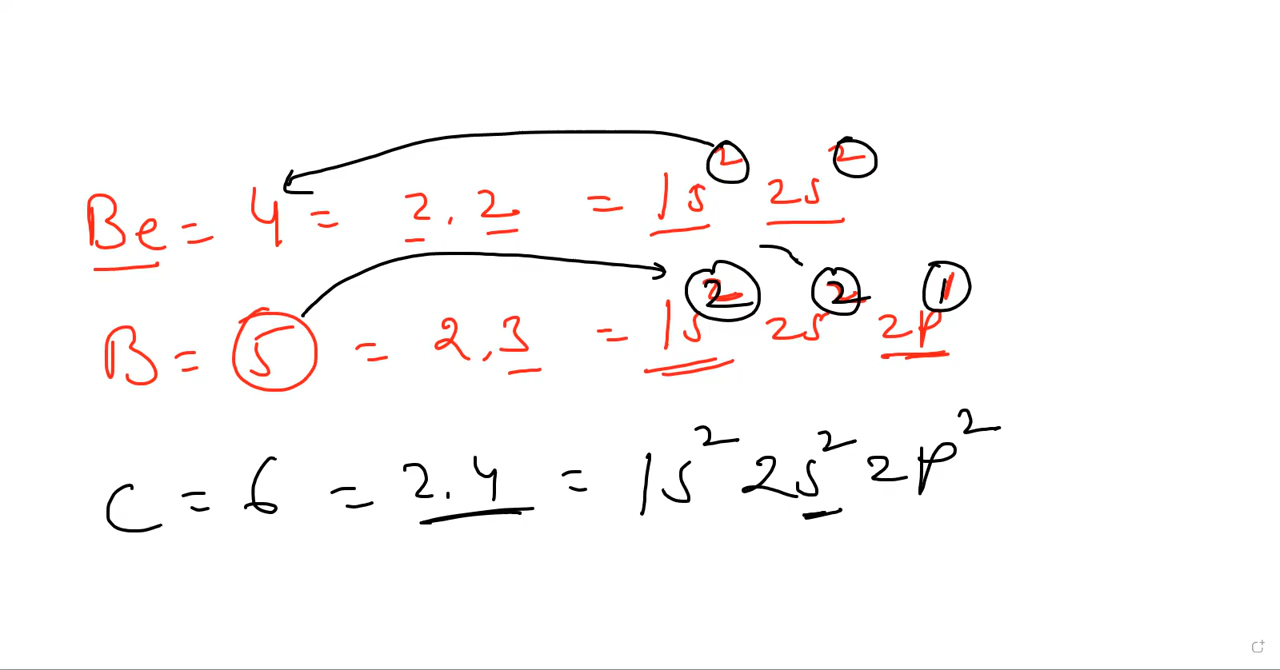 Be = 4 = 2.2 = 1s² 2s²
B = 5 = 2,3 = 1s² 2s² 2p¹
C = 6 = 2.4 = 1s² 2s² 2p²